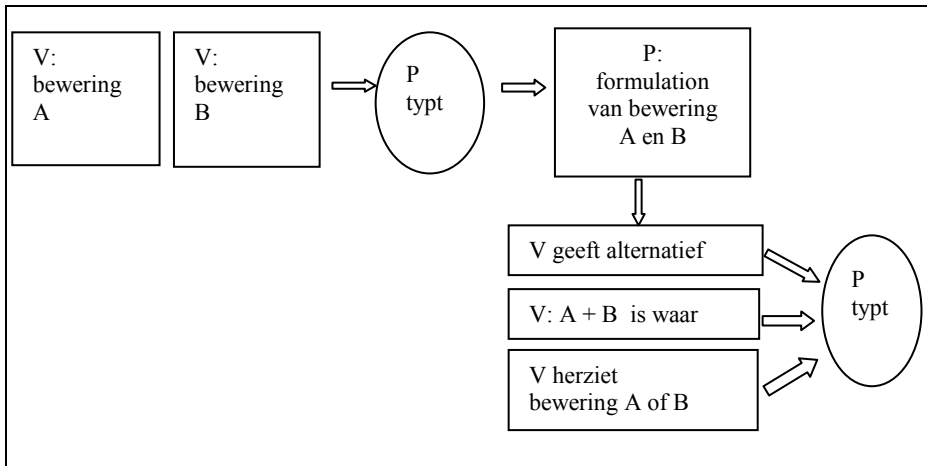 V:
bewering
A
V:
bewering
B
P
typt
P:
formulation
van bewering
A en B
V geeft alternatief
V: A + B is waar
V herziet
bewering A of B
P
typt